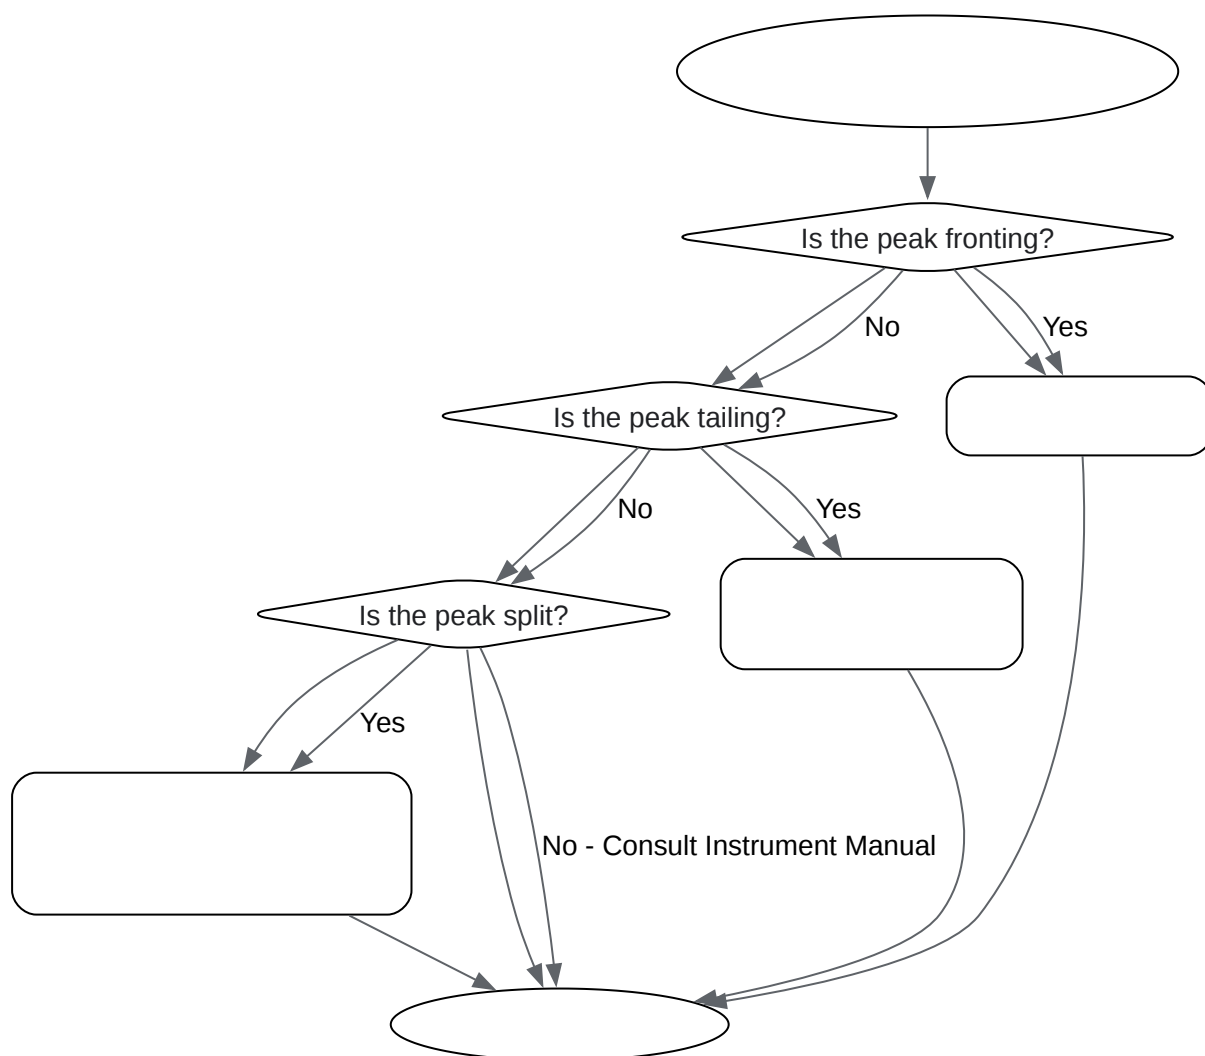 Is the peak fronting?
No
Yes
Is the peak tailing?
No
Yes
Is the peak split?
Yes
No - Consult Instrument Manual